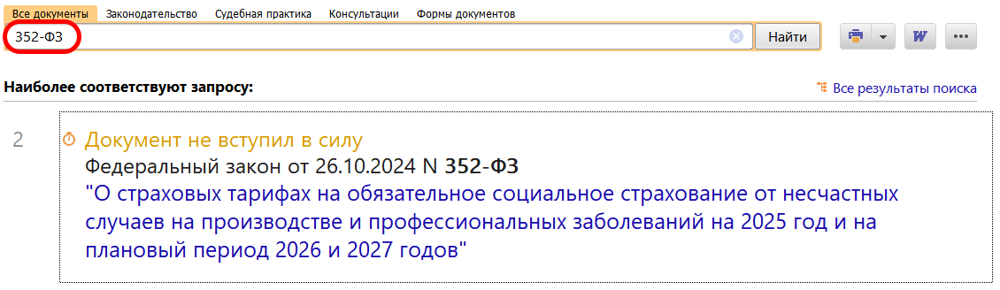 Все документы Законодательство Судебная практика Консультации Формы документов
352-ФЗ Найти W
Наиболее соответствуют запросу: Все результаты поиска
2 Документ не вступил в силу
Федеральный закон от 26.10.2024 N 352-ФЗ
"О страховых тарифах на обязательное социальное страхование от несчастных
случаев на производстве и профессиональных заболеваний на 2025 год и на
плановый период 2026 и 2027 годов"